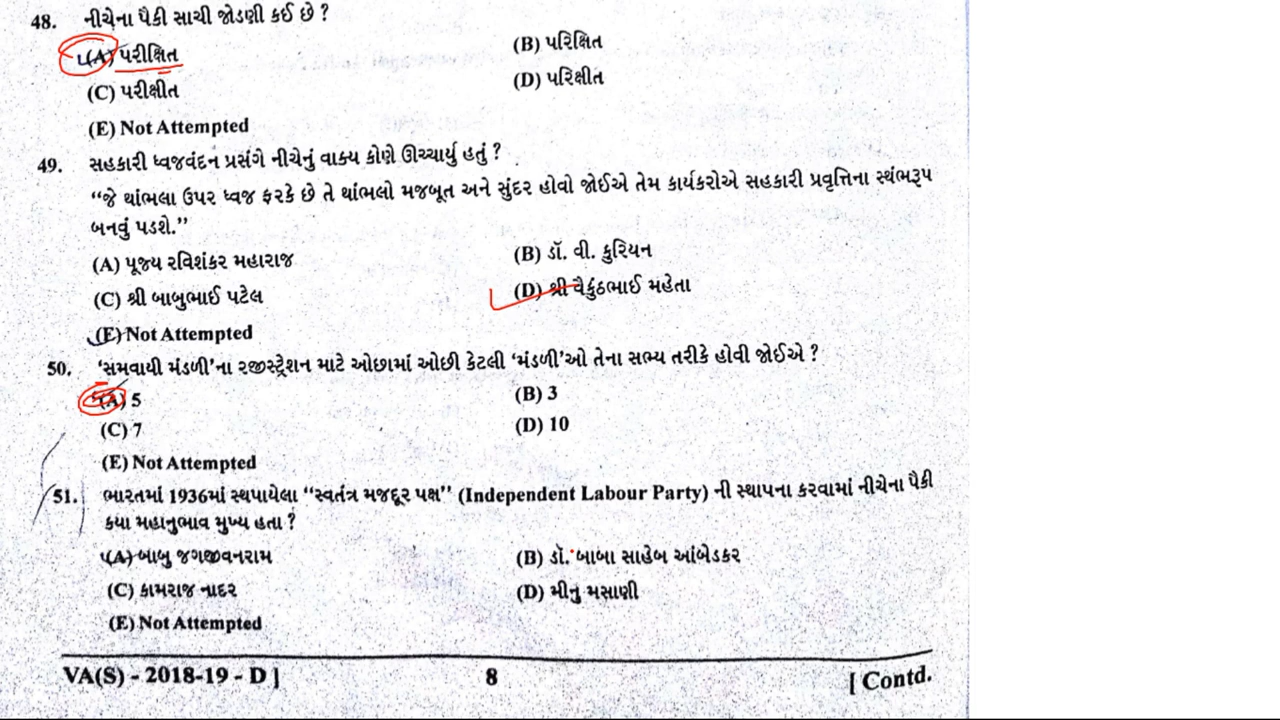 48. નીચેના પૈકી સાચી જોડણી કઈ છે ?
(A) પરીક્ષિત (B) પરિક્ષિત
(C) પરીક્ષીત (D) પરિક્ષીત
(E) Not Attempted
49. સહકારી ધ્વજવંદન પ્રસંગે નીચેનું વાક્ય કોણે ઊચ્ચાર્યુ હતું ?
“જે થાંભલા ઉપર ધ્વજ ફરકે છે તે થાંભલો મજબૂત અને સુંદર હોવો જોઈએ તેમ કાર્યકરોએ સહકારી પ્રવૃત્તિના સ્થંભરૂપ
બનવું પડશે.”
(A) પૂજ્ય રવિશંકર મહારાજ (B) ડૉ. વી. કુરિયન
(C) શ્રી બાબુભાઈ પટેલ (D) શ્રી વૈકુંઠભાઈ મહેતા
(E) Not Attempted
50. ‘સમવાયી મંડળી’ના રજીસ્ટ્રેશન માટે ઓછામાં ઓછી કેટલી ‘મંડળી’ઓ તેના સભ્ય તરીકે હોવી જોઈએ ?
(A) 5 (B) 3
(C) 7 (D) 10
(E) Not Attempted
51. ભારતમાં 1936માં સ્થપાયેલા “સ્વતંત્ર મજદૂર પક્ષ” (Independent Labour Party) ની સ્થાપના કરવામાં નીચેના પૈકી
કયા મહાનુભાવ મુખ્ય હતા ?
(A) બાબુ જગજીવનરામ (B) ડૉ. બાબા સાહેબ આંબેડકર
(C) કામરાજ નાદર (D) મીનુ મસાણી
(E) Not Attempted
VA(S) - 2018-19 - D ] 8 [ Contd.